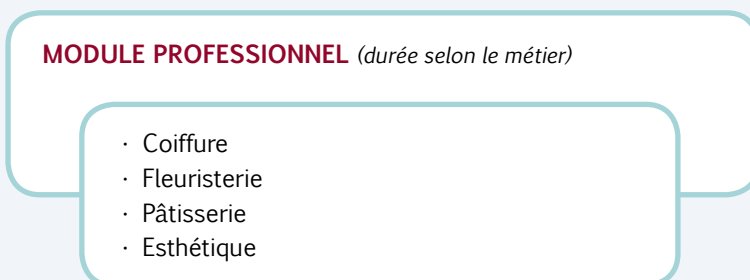 MODULE PROFESSIONNEL (durée selon le métier)
· Coiffure
· Fleuristerie
· Pâtisserie
· Esthétique